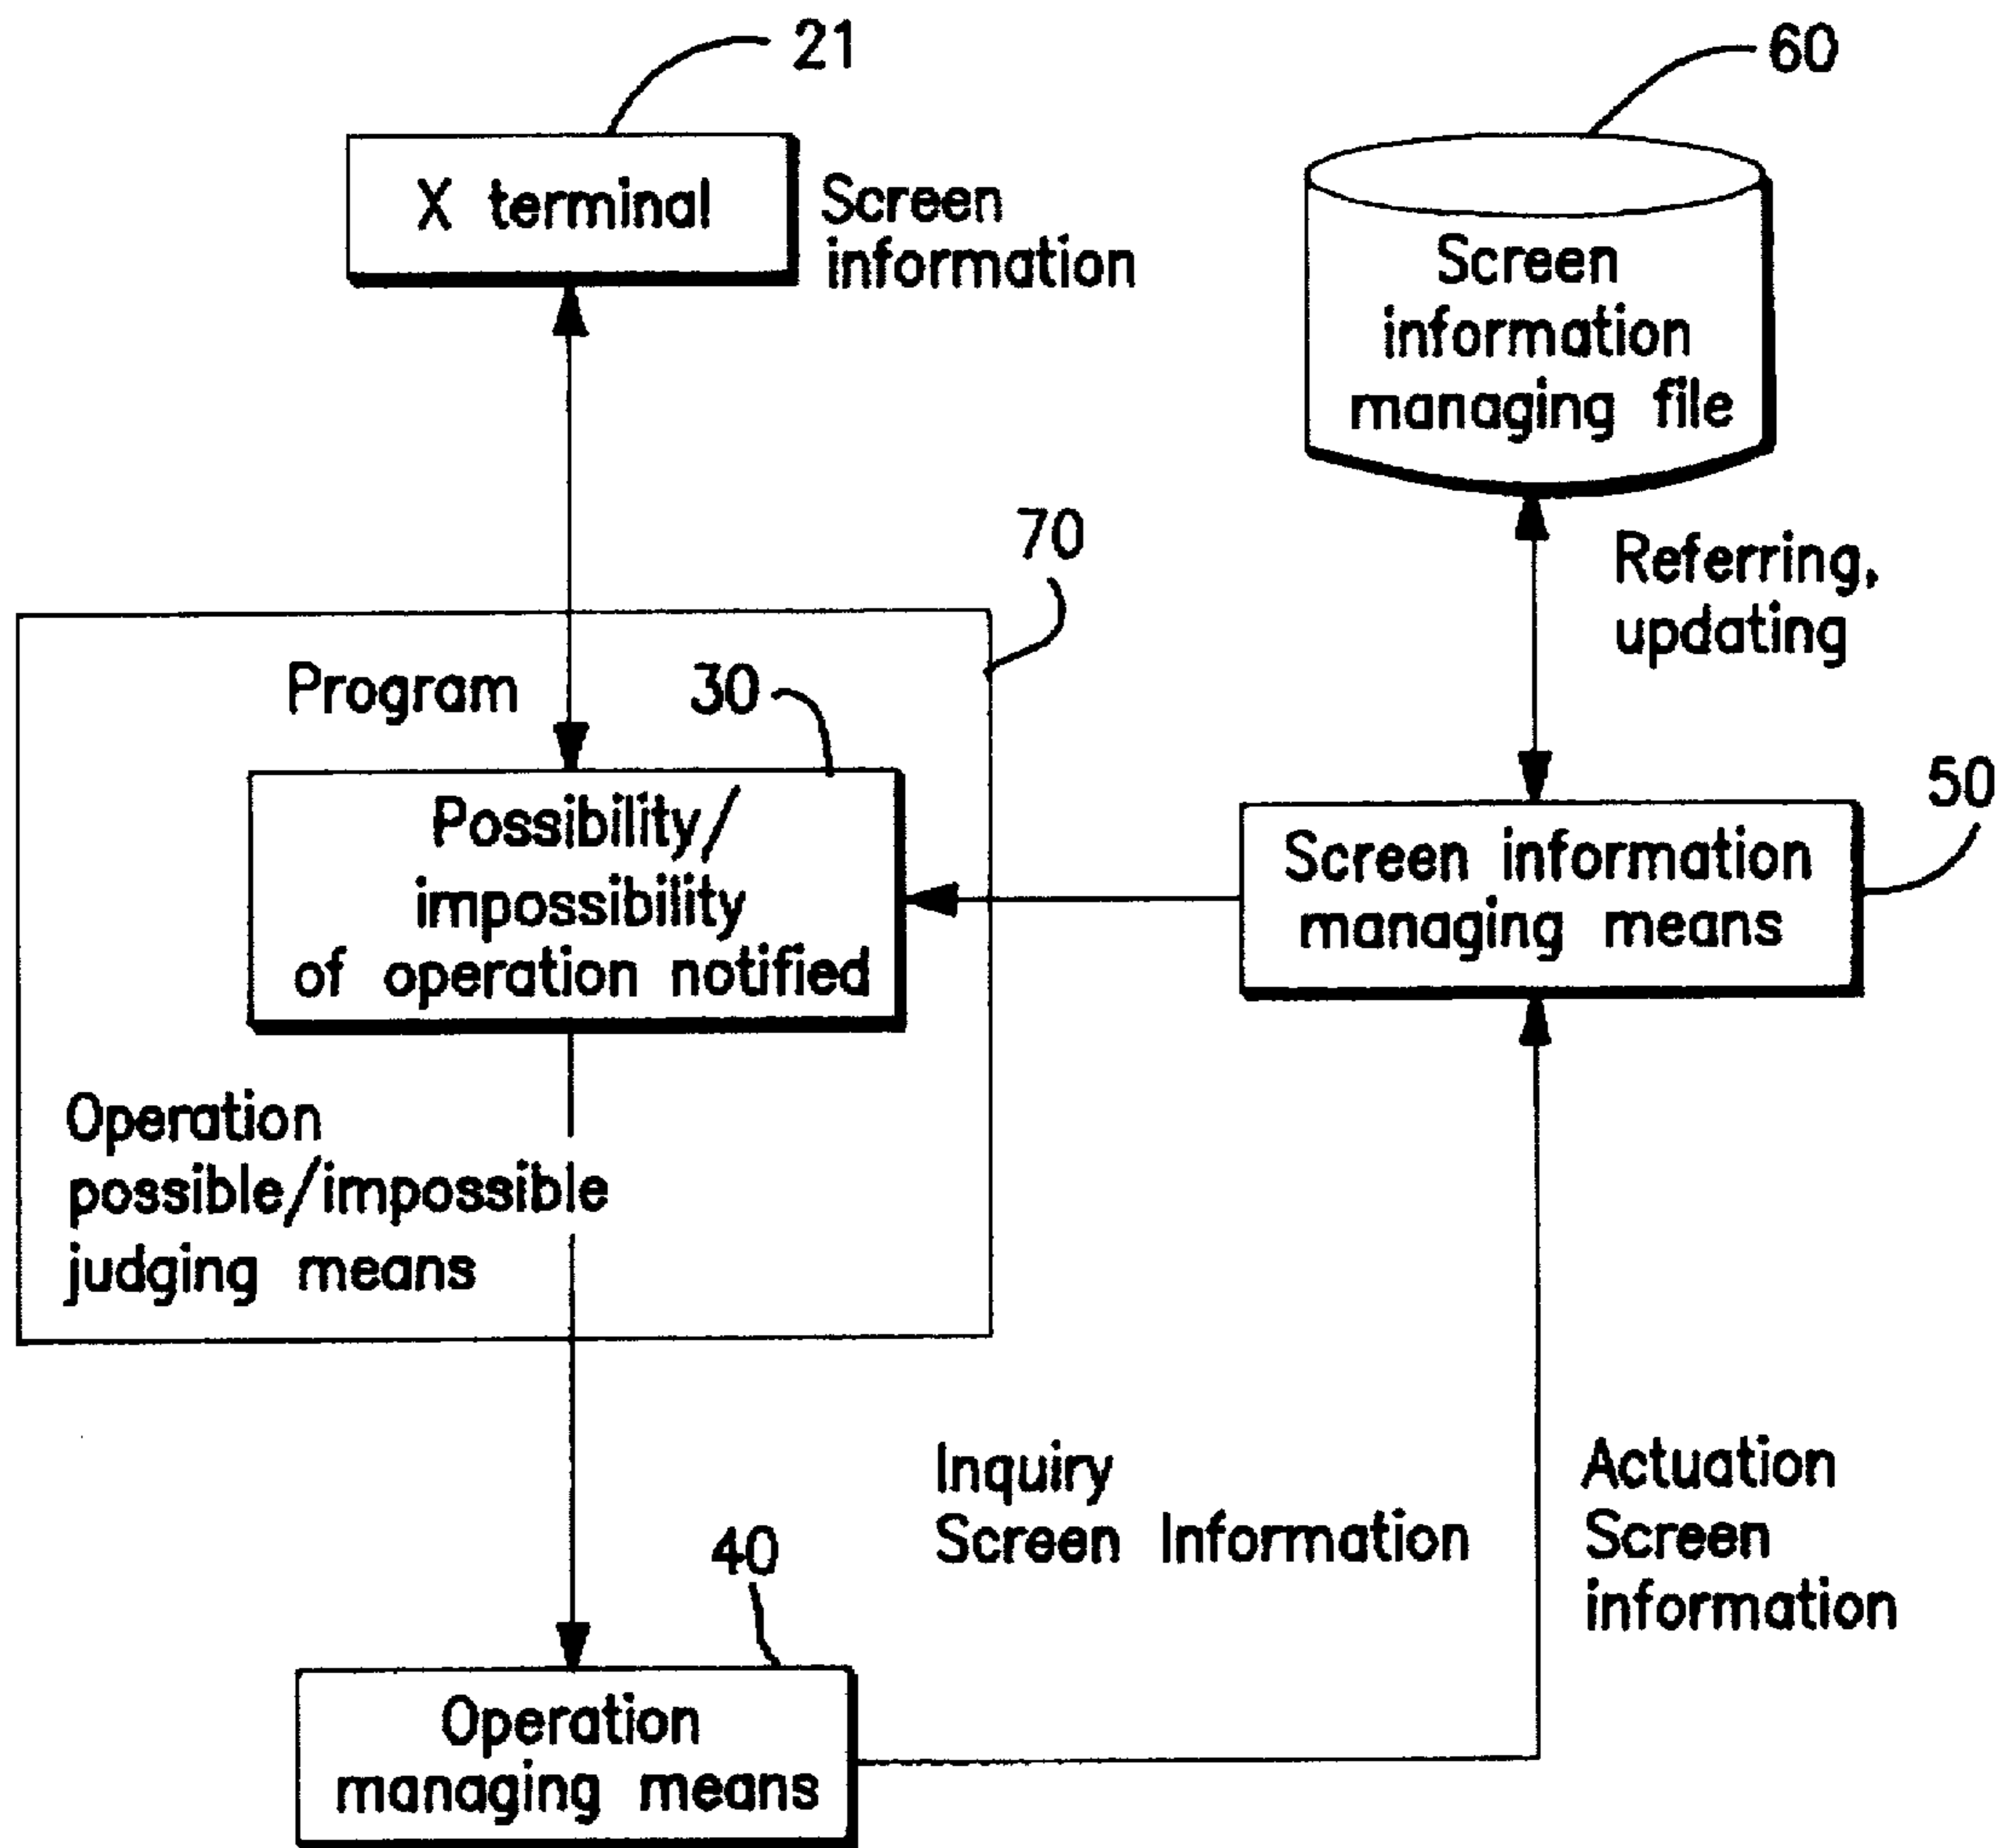 21
60
X terminal
Screen
information
Screen
information
managing file
70
Referring,
updating
Program
30
Possibility/
impossibility
of operation notified
50
Screen information
managing means
Operation
possible/impossible
judging means
Inquiry
Screen Information
Actuation
Screen
information
40
Operation
managing means